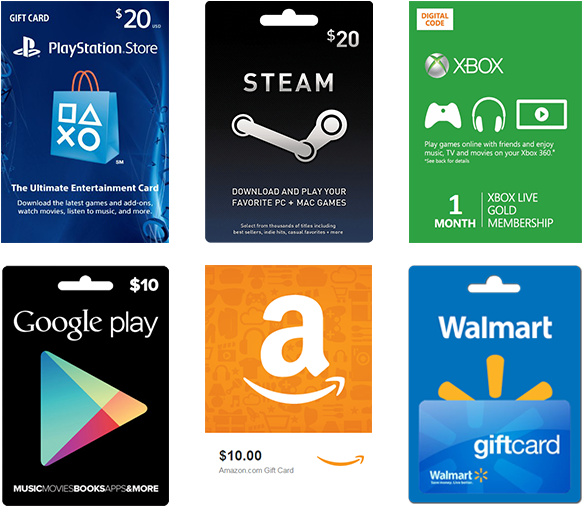 GIFT CARD
$20 USD
PlayStation.Store
SM
The Ultimate Entertainment Card
Download the latest games and add-ons,
watch movies, listen to music, and more.
$20
STEAM
DOWNLOAD AND PLAY YOUR
FAVORITE PC + MAC GAMES
Select from thousands of titles including
best sellers, indie hits, casual favorites + more
DIGITAL
CODE
XBOX
Play games online with friends and enjoy
music, TV and movies on your Xbox 360.*
*See back for details
1
MONTH
XBOX LIVE
GOLD
MEMBERSHIP
$10
Google play
MUSICMOVIESBOOKSAPPS&MORE
a
$10.00
Amazon.com Gift Card
Walmart
giftcard
Walmart
Save money. Live better.